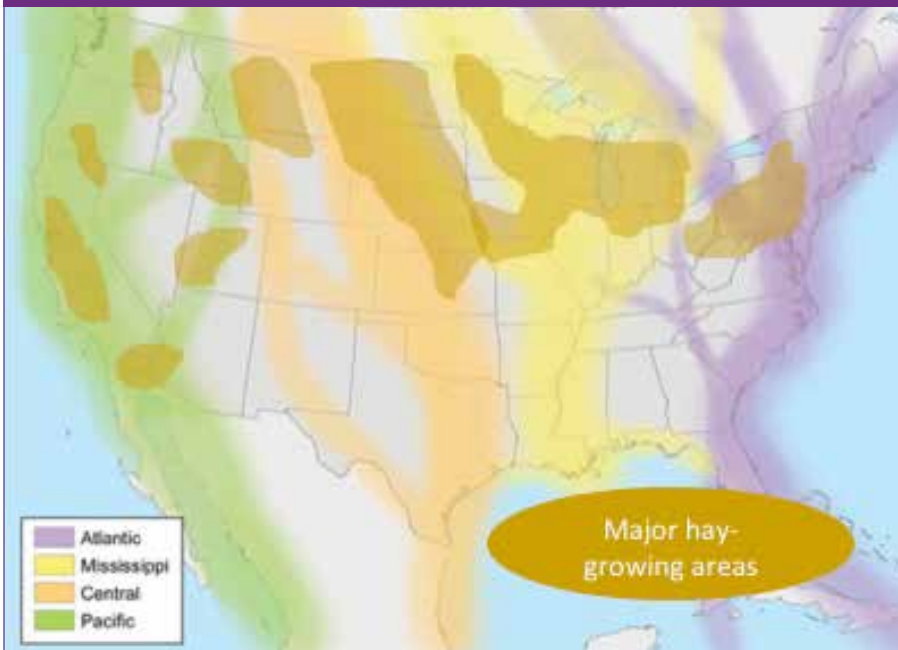 Atlantic
Mississippi
Central
Pacific
Major hay-
growing areas